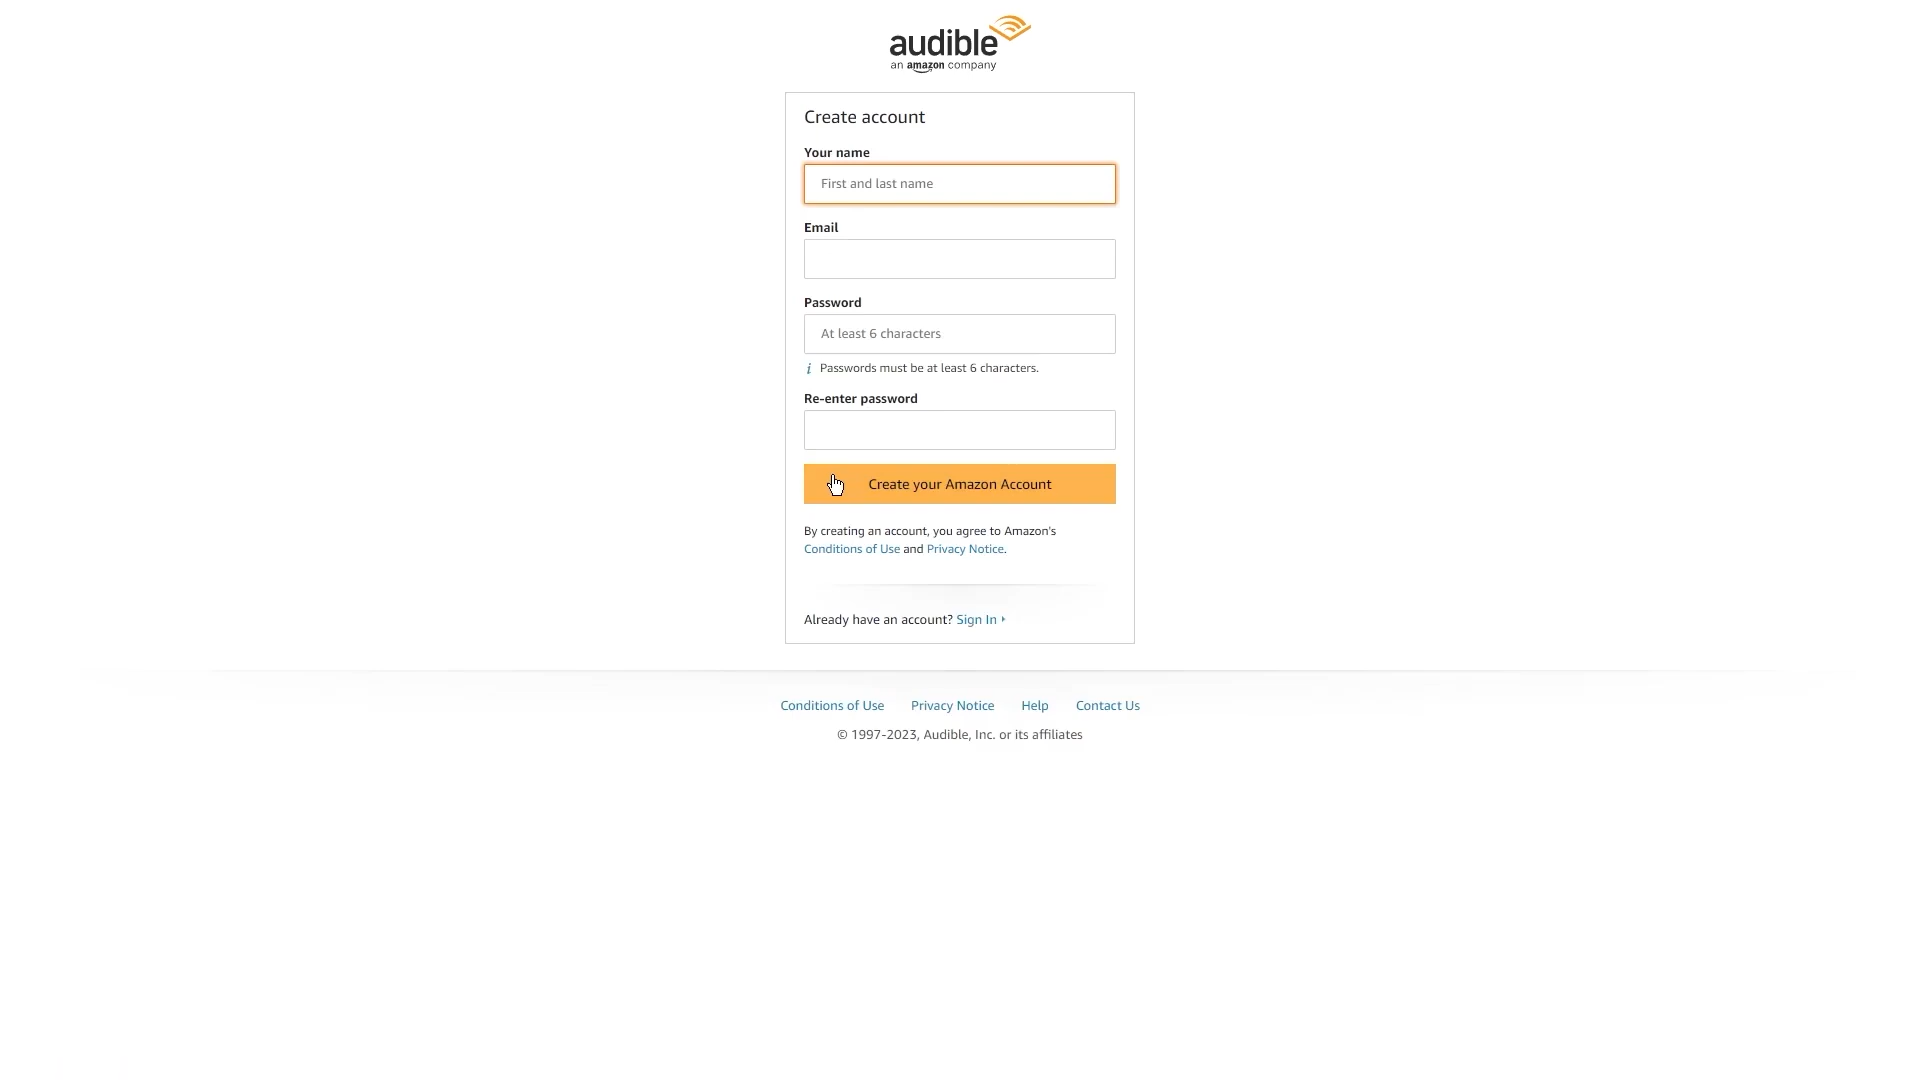 audible
an amazon company
Create account
Your name
First and last name
Email
Password
At least 6 characters
i Passwords must be at least 6 characters.
Re-enter password
Create your Amazon Account
By creating an account, you agree to Amazon's
Conditions of Use and Privacy Notice.
Already have an account? Sign In
Conditions of Use Privacy Notice Help Contact Us
© 1997-2023, Audible, Inc. or its affiliates